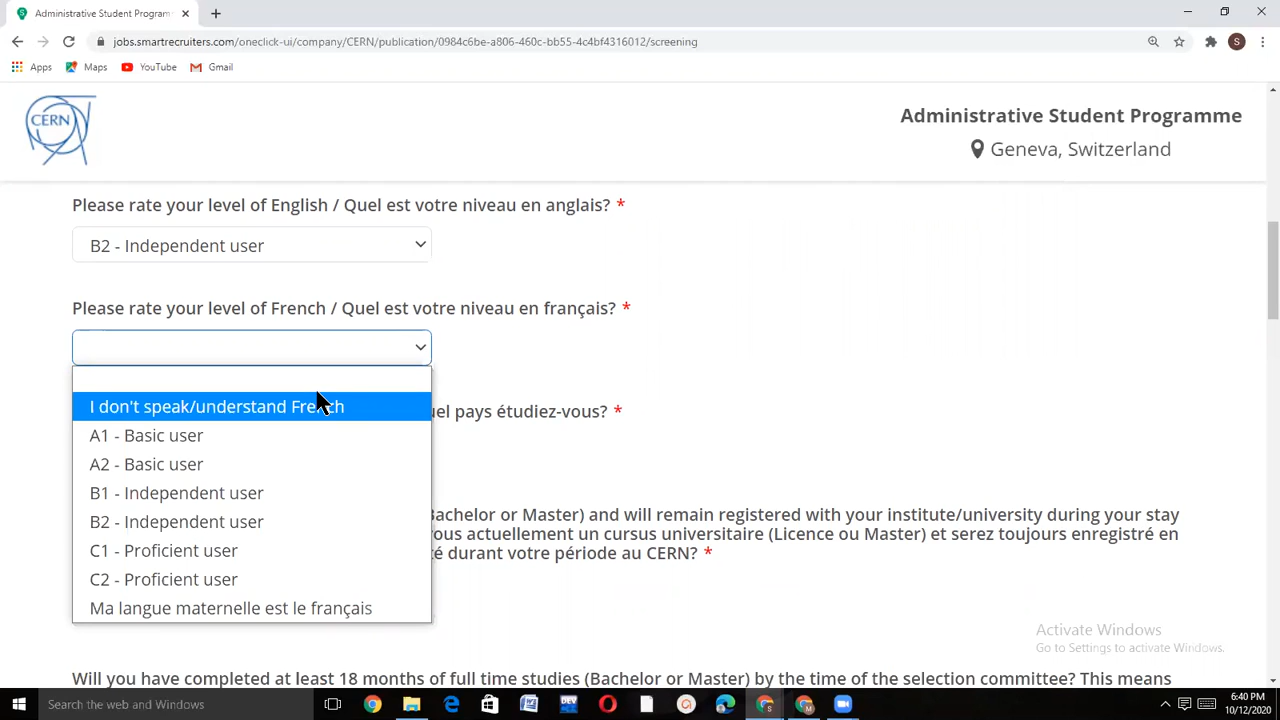 Administrative Student Program
jobs.smartrecruiters.com/oneclick-ui/company/CERN/publication/0984c6be-a806-460c-bb55-4c4bf4316012/screening
S
Apps Maps YouTube Gmail
CERN
Administrative Student Programme
Geneva, Switzerland
Please rate your level of English / Quel est votre niveau en anglais? *
B2 - Independent user
Please rate your level of French / Quel est votre niveau en français? *
I don't speak/understand French
uel pays étudiez-vous? *
A1 - Basic user
A2 - Basic user
B1 - Independent user
B2 - Independent user
C1 - Proficient user
C2 - Proficient user
Ma langue maternelle est le français
Bachelor or Master) and will remain registered with your institute/university during your stay
vous actuellement un cursus universitaire (Licence ou Master) et serez toujours enregistré en
té durant votre période au CERN? *
Activate Windows
Go to Settings to activate Windows.
Will you have completed at least 18 months of full time studies (Bachelor or Master) by the time of the selection committee? This means
Search the web and Windows
6:40 PM
10/12/2020